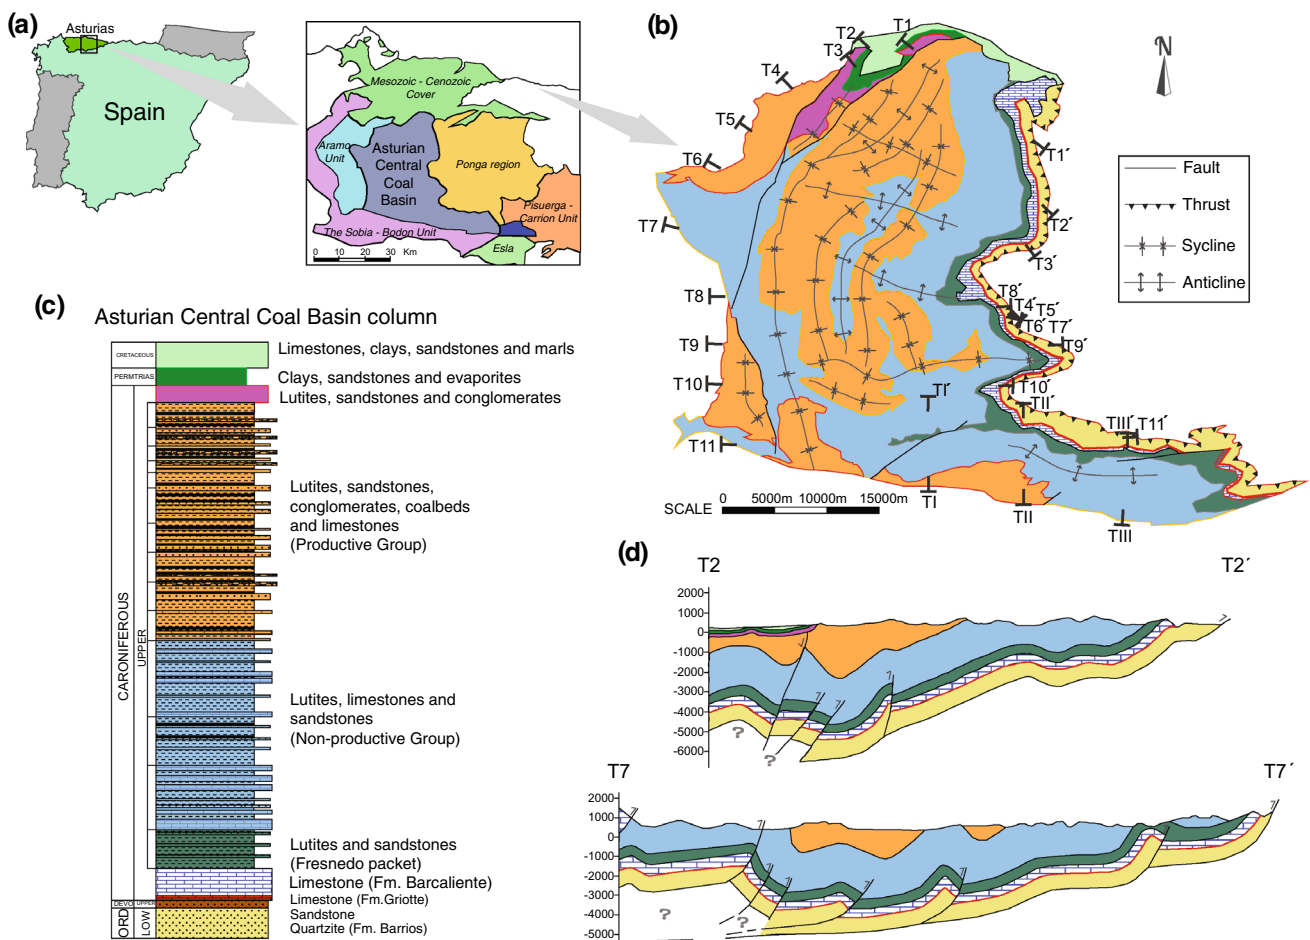 (a)
Asturias
Spain
Mesozoic - Cenozoic
Cover
Aramo
Unit
Asturian
Central
Coal
Basin
Ponga region
Pisuerga -
Carrion Unit
The Sobia - Bodon Unit
Esla
0 10 20 30 Km
(b)
N
T1
T2
T3
T4
T5
T6
T7
T8
T9
T10
T11
T1´
T2´
T3´
T8´
T4´
T5´
T6´
T7´
T9´
T10´
TI´
TII´
TIII´
T11´
TI
TII
TIII
Fault
Thrust
Sycline
Anticline
SCALE
0 5000m 10000m 15000m
(c)
Asturian Central Coal Basin column
CRETACEOUS
Limestones, clays, sandstones and marls
PERMTRIAS
Clays, sandstones and evaporites
Lutites, sandstones and conglomerates
CARONIFEROUS
UPPER
Lutites, sandstones,
conglomerates, coalbeds
and limestones
(Productive Group)
Lutites, limestones and
sandstones
(Non-productive Group)
Lutites and sandstones
(Fresnedo packet)
Limestone (Fm. Barcaliente)
DEVO UPPER
Limestone (Fm.Griotte)
ORD
LOW
Sandstone
Quartzite (Fm. Barrios)
(d)
T2
T2´
2000
1000
0
-1000
-2000
-3000
-4000
-5000
-6000
?
?
T7
T7´
2000
1000
0
-1000
-2000
-3000
-4000
-5000
?
?